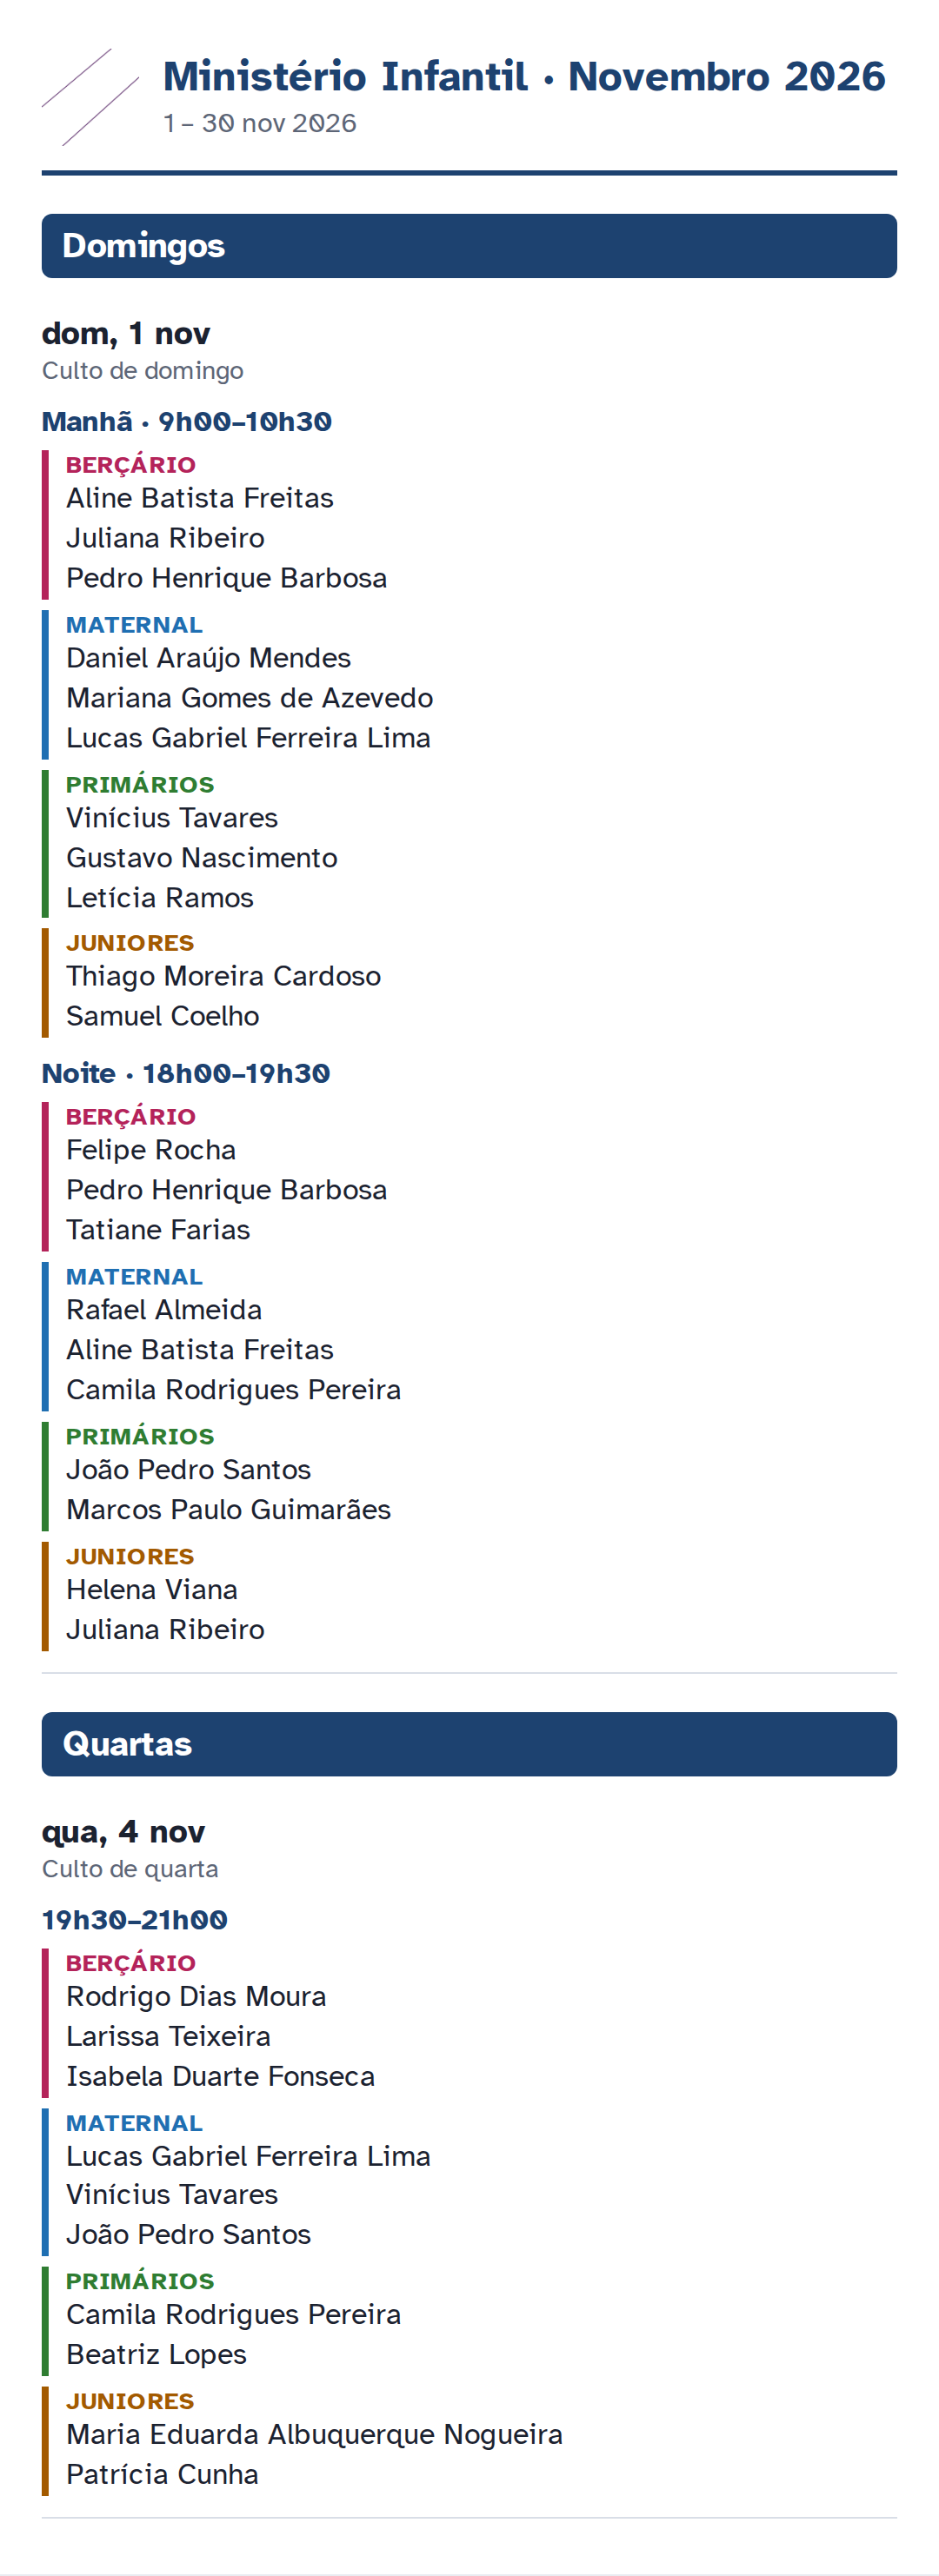 Ministério Infantil · Novembro 2026
1 – 30 nov 2026
Domingos
dom, 1 nov
Culto de domingo
Manhã · 9h00–10h30
BERÇÁRIO
Aline Batista Freitas
Juliana Ribeiro
Pedro Henrique Barbosa
MATERNAL
Daniel Araújo Mendes
Mariana Gomes de Azevedo
Lucas Gabriel Ferreira Lima
PRIMÁRIOS
Vinícius Tavares
Gustavo Nascimento
Letícia Ramos
JUNIORES
Thiago Moreira Cardoso
Samuel Coelho
Noite · 18h00–19h30
BERÇÁRIO
Felipe Rocha
Pedro Henrique Barbosa
Tatiane Farias
MATERNAL
Rafael Almeida
Aline Batista Freitas
Camila Rodrigues Pereira
PRIMÁRIOS
João Pedro Santos
Marcos Paulo Guimarães
JUNIORES
Helena Viana
Juliana Ribeiro
Quartas
qua, 4 nov
Culto de quarta
19h30–21h00
BERÇÁRIO
Rodrigo Dias Moura
Larissa Teixeira
Isabela Duarte Fonseca
MATERNAL
Lucas Gabriel Ferreira Lima
Vinícius Tavares
João Pedro Santos
PRIMÁRIOS
Camila Rodrigues Pereira
Beatriz Lopes
JUNIORES
Maria Eduarda Albuquerque Nogueira
Patrícia Cunha